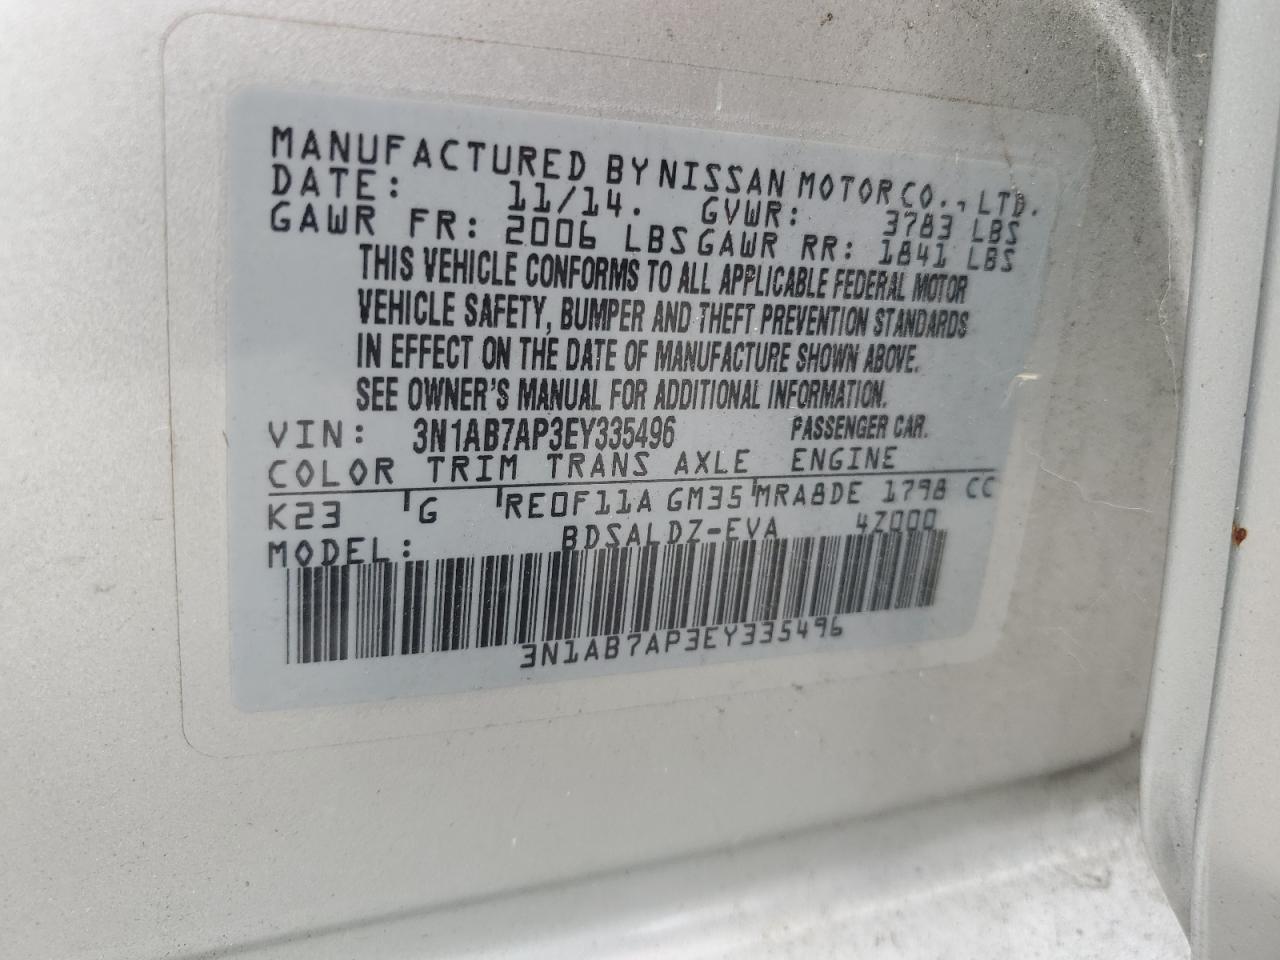 MANUFACTURED BY NISSAN MOTOR CO., LTD.
DATE: 11/14. GVWR: 3783 LBS
GAWR FR: 2006 LBS GAWR RR: 1841 LBS
THIS VEHICLE CONFORMS TO ALL APPLICABLE FEDERAL MOTOR
VEHICLE SAFETY, BUMPER AND THEFT PREVENTION STANDARDS
IN EFFECT ON THE DATE OF MANUFACTURE SHOWN ABOVE.
SEE OWNER'S MANUAL FOR ADDITIONAL INFORMATION.
VIN: 3N1AB7AP3EY335496 PASSENGER CAR.
COLOR TRIM TRANS AXLE ENGINE
K23 G RE0F11A GM35 MRA8DE 1798 CC
MODEL: BDSALDZ-EVA 4Z000
3N1AB7AP3EY335496